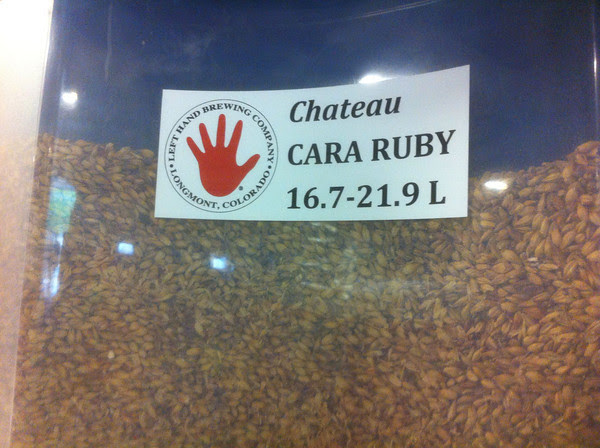 LEFT HAND BREWING COMPANY
• LONGMONT, COLORADO •
®
Chateau
CARA RUBY
16.7-21.9 L